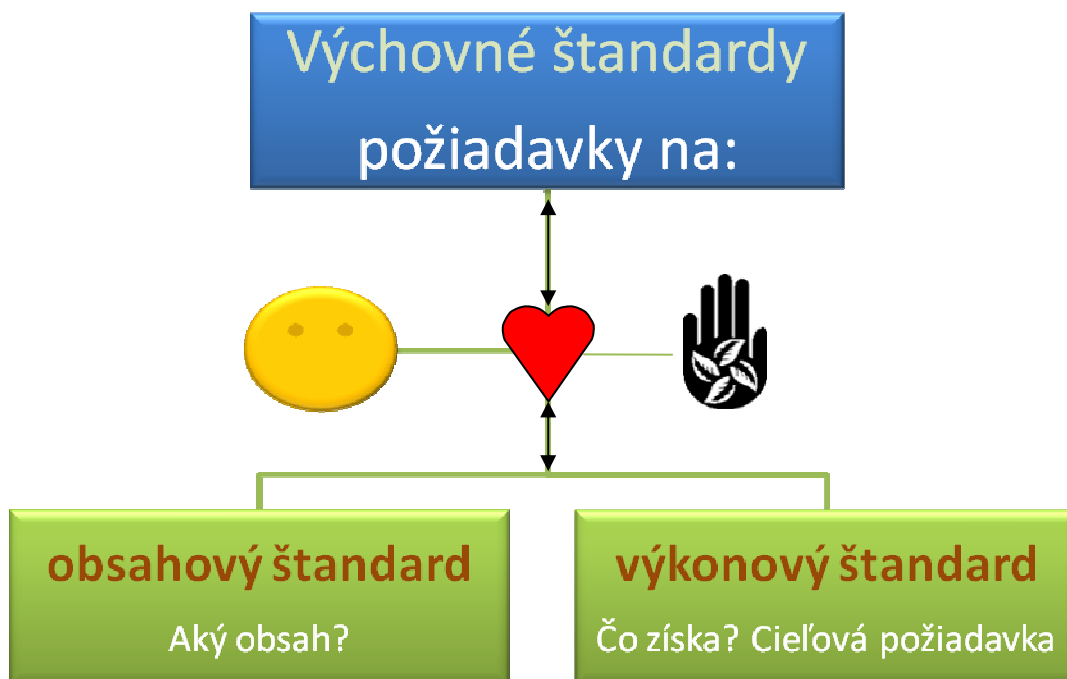 Výchovné štandardy
požiadavky na:
obsahový štandard
Aký obsah?
výkonový štandard
Čo získa? Cieľová požiadavka